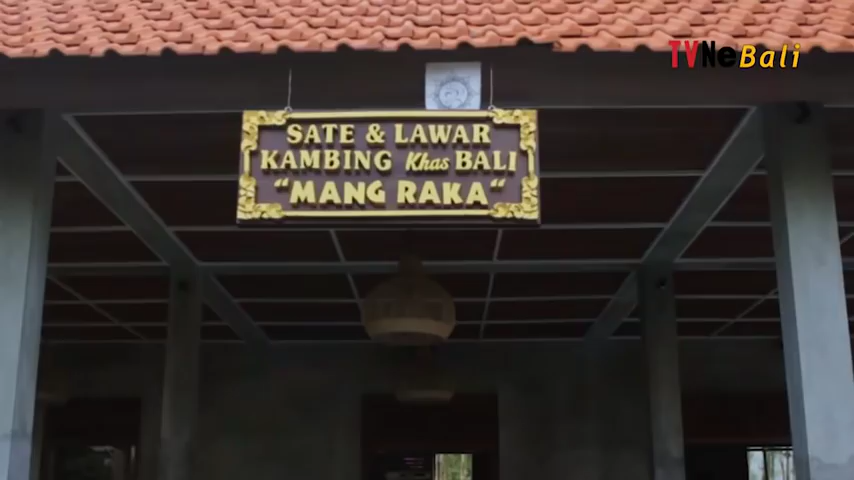 TVNeBali
SATE & LAWAR
KAMBING Khas BALI
"MANG RAKA"